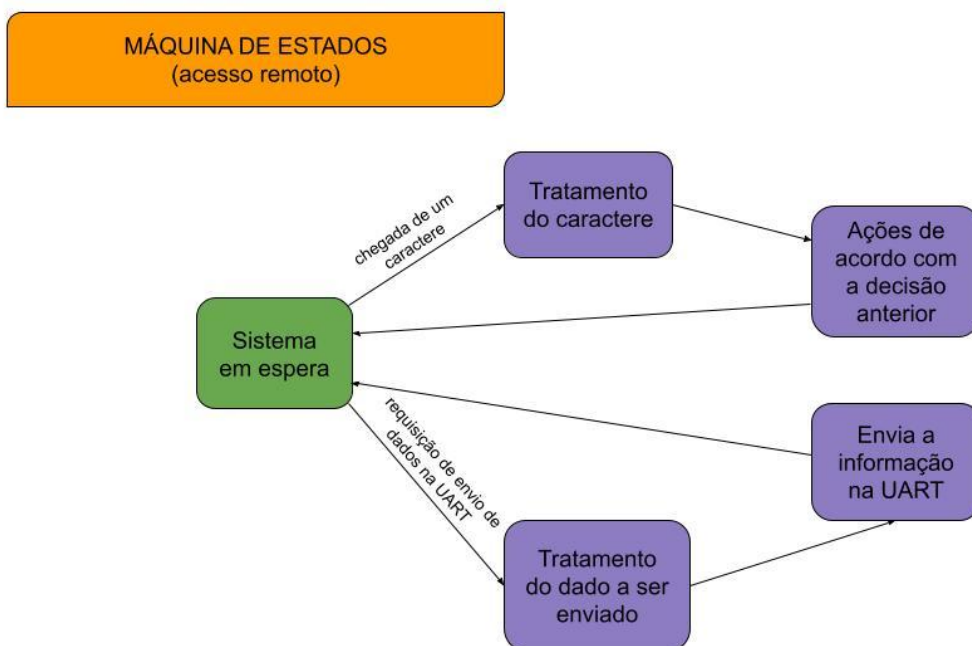 MÁQUINA DE ESTADOS
(acesso remoto)
Tratamento
do caractere
chegada de um
caractere
Ações de
acordo com
a decisão
anterior
Sistema
em espera
requisição de envio de
dados na UART
Envia a
informação
na UART
Tratamento
do dado a ser
enviado